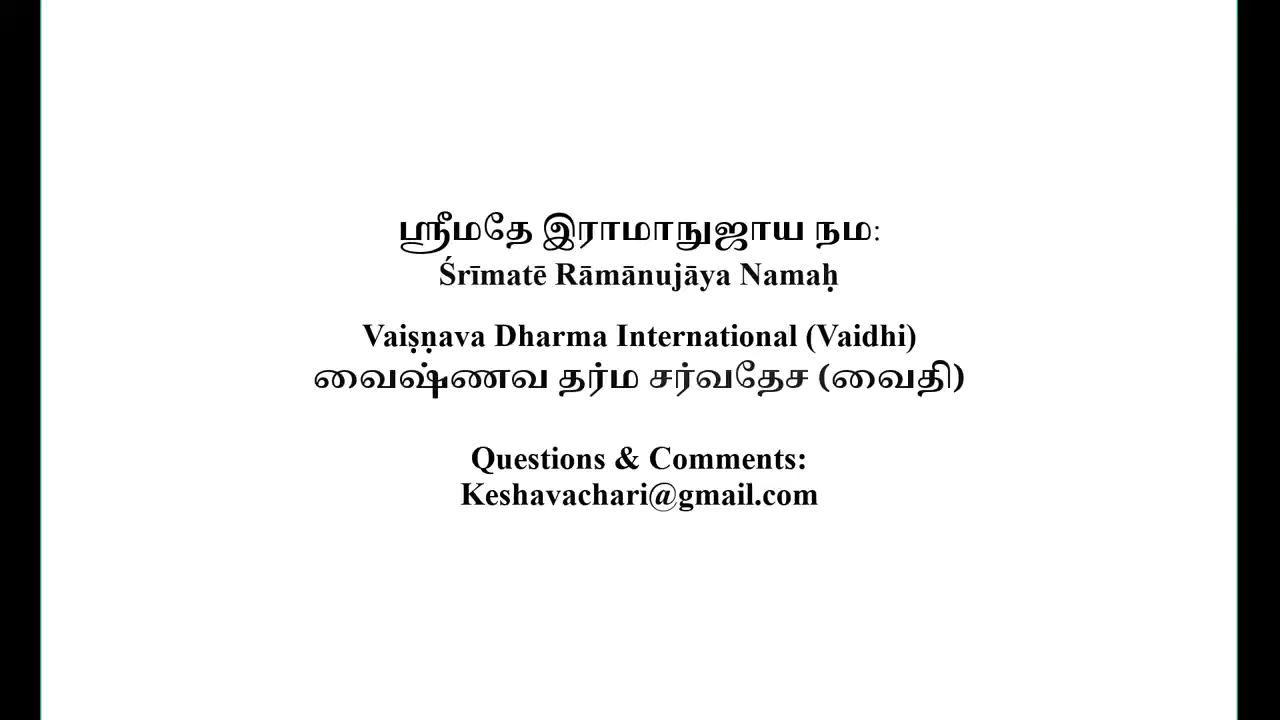 ஸ்ரீமதே இராமாநுஜாய நம:
Śrīmatē Rāmānujāya Namaḥ
Vaiṣṇava Dharma International (Vaidhi)
வைஷ்ணவ தர்ம சர்வதேச (வைதி)
Questions & Comments:
Keshavachari@gmail.com